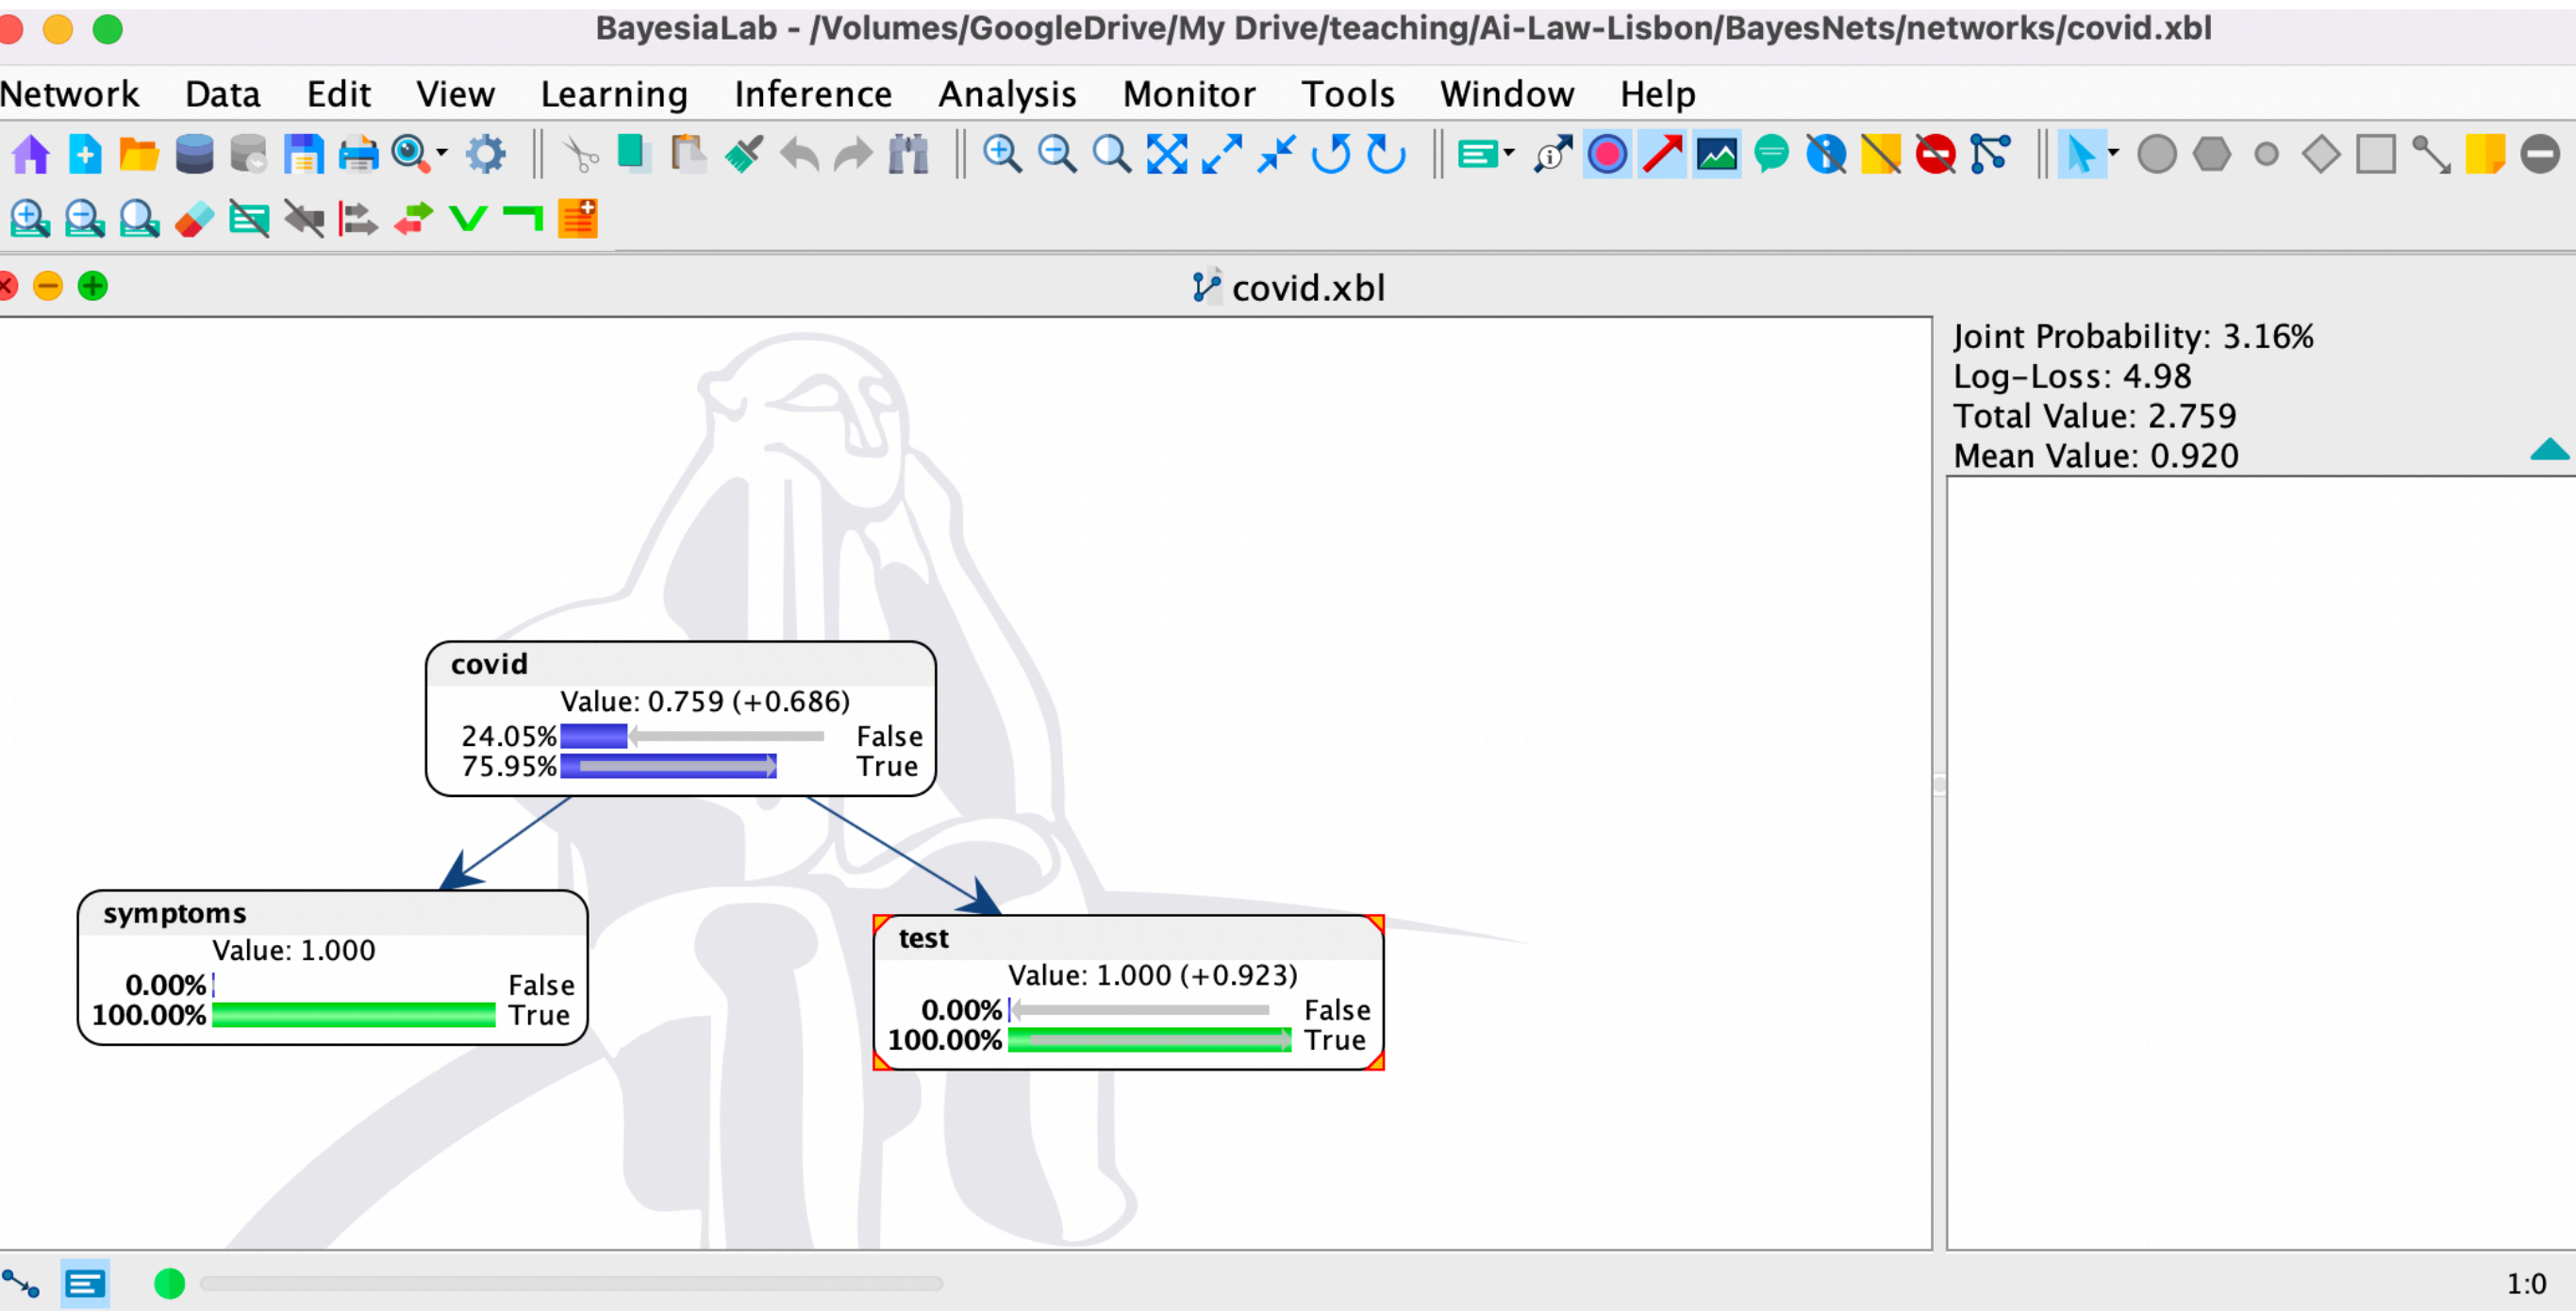 BayesiaLab - /Volumes/GoogleDrive/My Drive/teaching/Ai-Law-Lisbon/BayesNets/networks/covid.xbl
Network Data Edit View Learning Inference Analysis Monitor Tools Window Help
covid.xbl
Joint Probability: 3.16%
Log-Loss: 4.98
Total Value: 2.759
Mean Value: 0.920
covid
Value: 0.759 (+0.686)
24.05% False
75.95% True
symptoms
Value: 1.000
0.00% False
100.00% True
test
Value: 1.000 (+0.923)
0.00% False
100.00% True
1:0